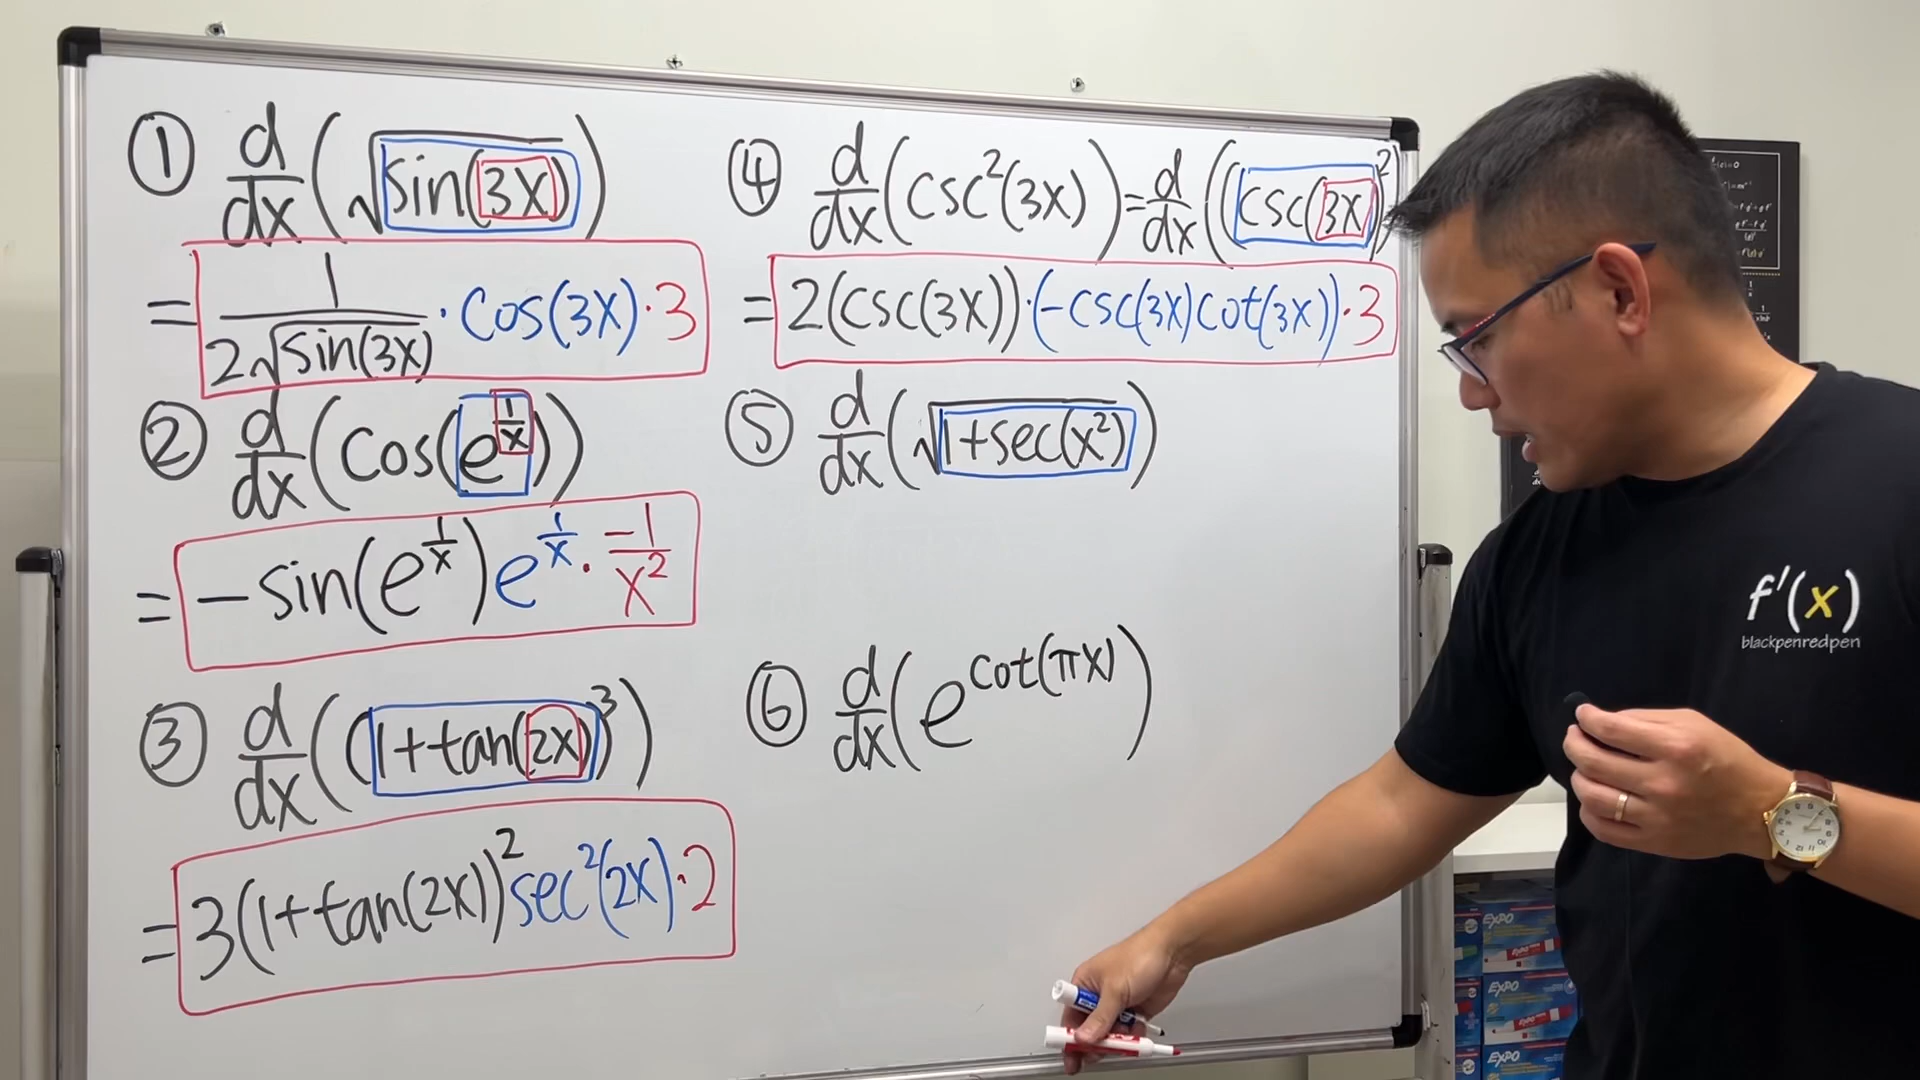 ① d/dx (√sin(3x))
= 1/(2√sin(3x)) · cos(3x) · 3
② d/dx (cos(e^(1/x)))
= -sin(e^(1/x)) e^(1/x) · -1/x²
③ d/dx ((1+tan(2x))³)
= 3(1+tan(2x))² sec²(2x) · 2
④ d/dx (csc²(3x)) = d/dx ((csc(3x))²
= 2(csc(3x)) · (-csc(3x)cot(3x)) · 3
⑤ d/dx (√1+sec(x²))
⑥ d/dx (e^cot(πx))
f'(x)
blackpenredpen
EXPO
EXPO
EXPO